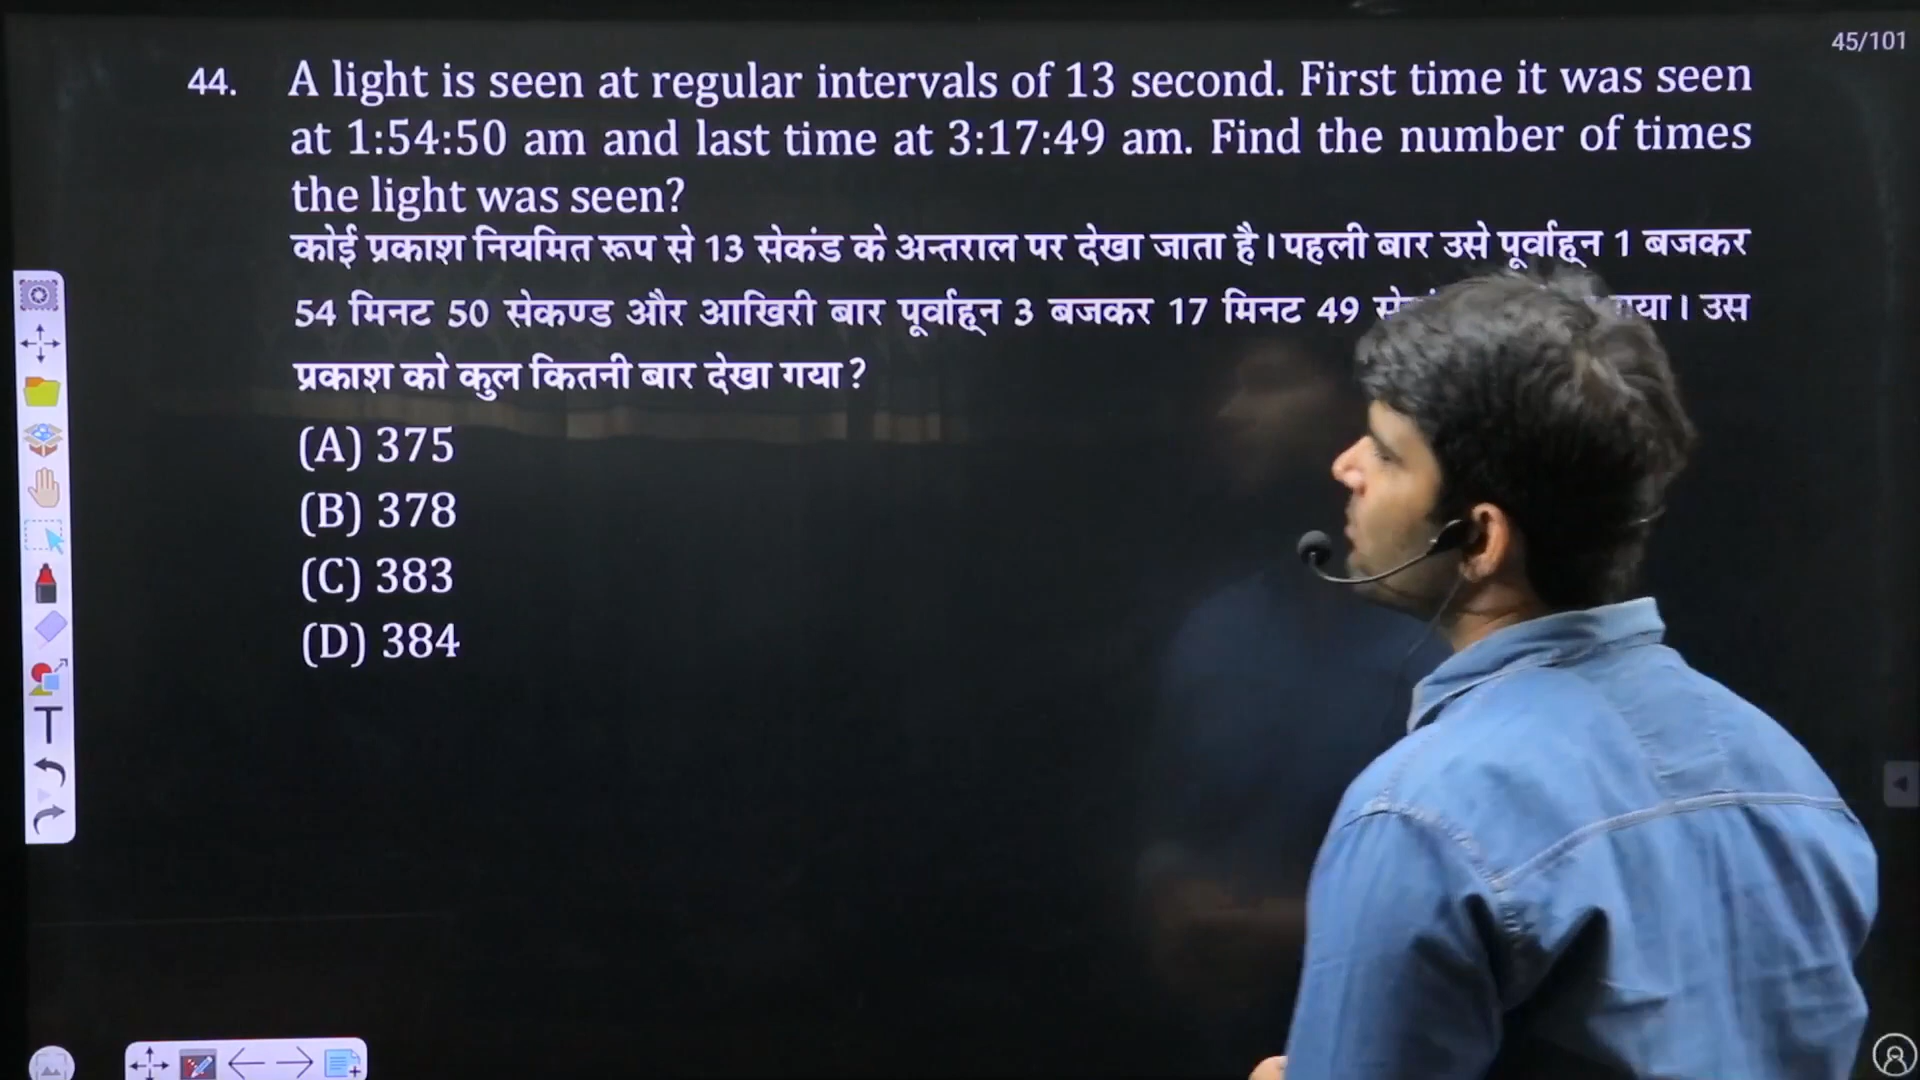 45/101
44. A light is seen at regular intervals of 13 second. First time it was seen
at 1:54:50 am and last time at 3:17:49 am. Find the number of times
the light was seen?
कोई प्रकाश नियमित रूप से 13 सेकंड के अन्तराल पर देखा जाता है। पहली बार उसे पूर्वाह्न 1 बजकर
54 मिनट 50 सेकण्ड और आखिरी बार पूर्वाह्न 3 बजकर 17 मिनट 49 गया। उस
प्रकाश को कुल कितनी बार देखा गया?
(A) 375
(B) 378
(C) 383
(D) 384
T